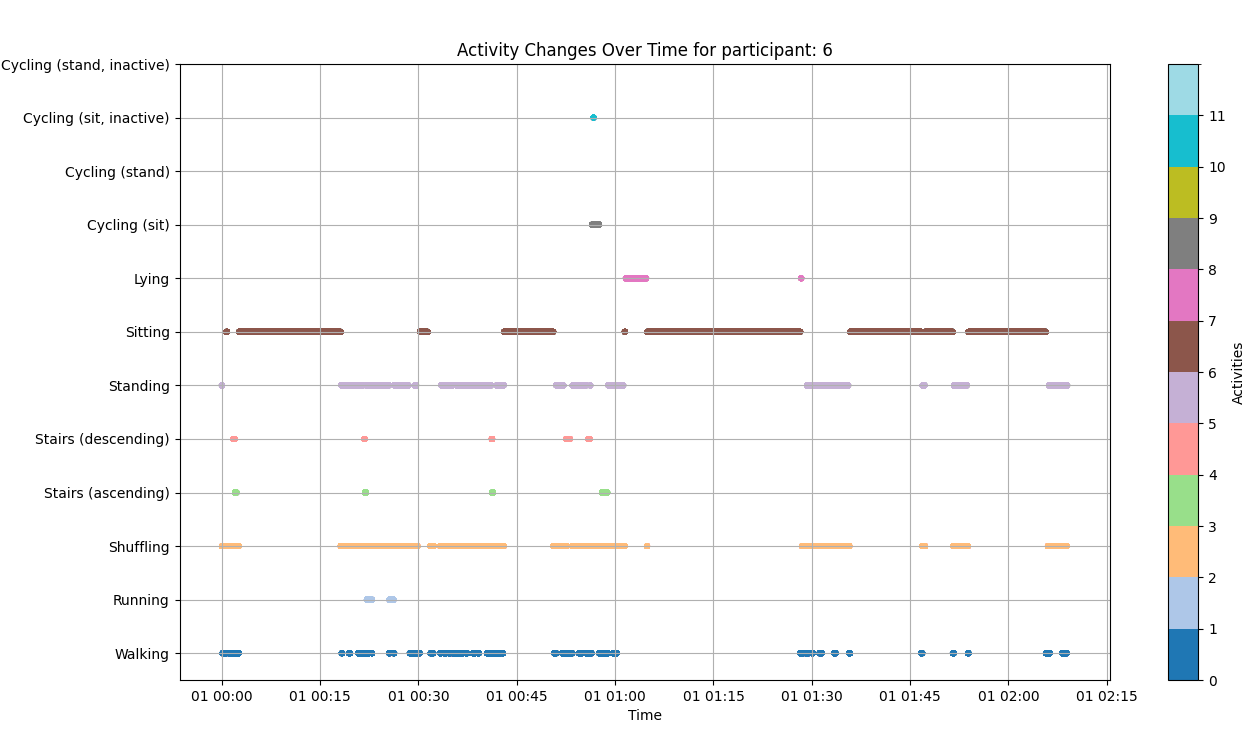 Activity Changes Over Time for participant: 6
Cycling (stand, inactive)
Cycling (sit, inactive)
Cycling (stand)
Cycling (sit)
Lying
Sitting
Standing
Stairs (descending)
Stairs (ascending)
Shuffling
Running
Walking
01 00:00 01 00:15 01 00:30 01 00:45 01 01:00 01 01:15 01 01:30 01 01:45 01 02:00 01 02:15
Time
11
10
9
8
7
6
5
4
3
2
1
0
Activities